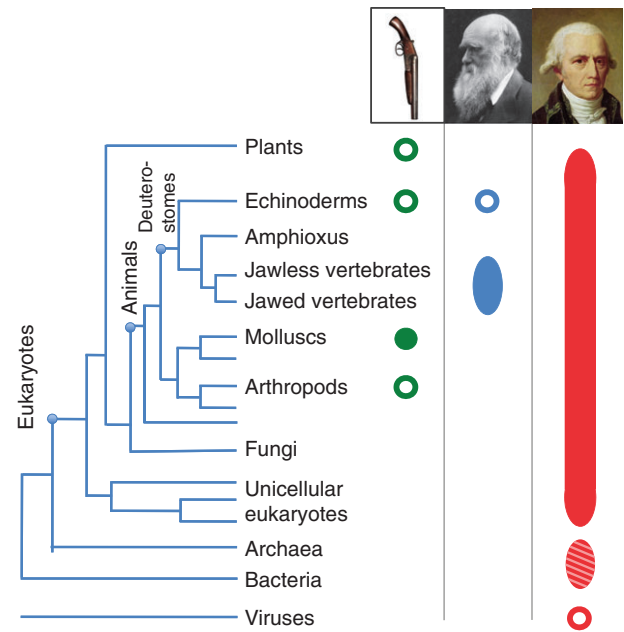 Plants
Deutero-
stomes
Echinoderms
Amphioxus
Animals
Jawless vertebrates
Jawed vertebrates
Molluscs
Eukaryotes
Arthropods
Fungi
Unicellular
eukaryotes
Archaea
Bacteria
Viruses